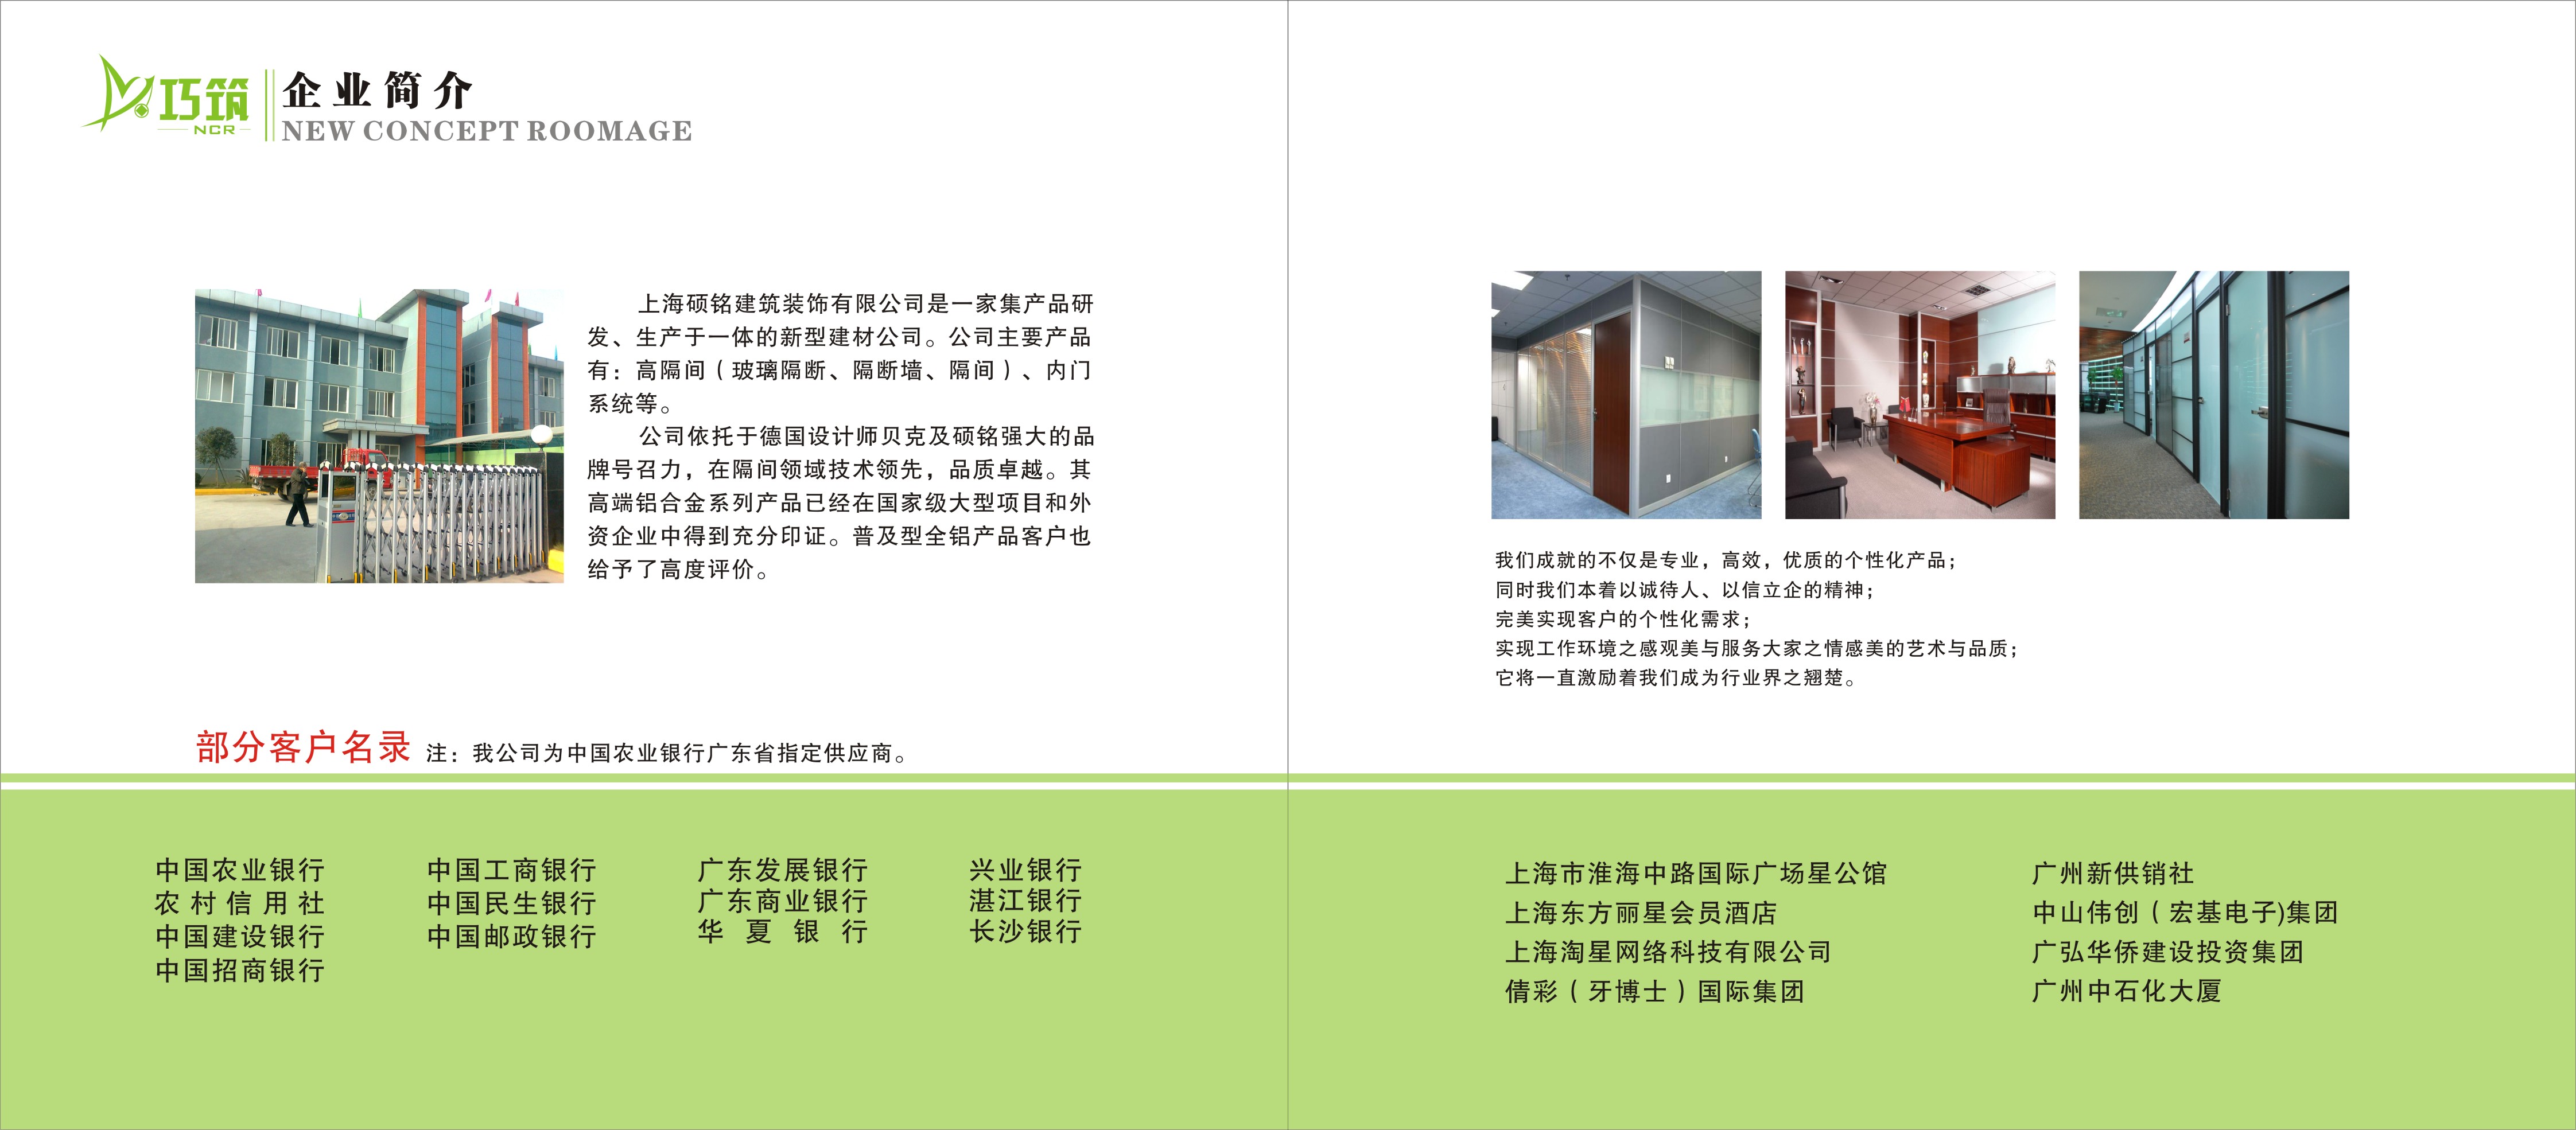 巧筑
NCR
企业简介
NEW CONCEPT ROOMAGE
上海硕铭建筑装饰有限公司是一家集产品研
发、生产于一体的新型建材公司。公司主要产品
有：高隔间（玻璃隔断、隔断墙、隔间）、内门
系统等。
公司依托于德国设计师贝克及硕铭强大的品
牌号召力，在隔间领域技术领先，品质卓越。其
高端铝合金系列产品已经在国家级大型项目和外
资企业中得到充分印证。普及型全铝产品客户也
给予了高度评价。
我们成就的不仅是专业，高效，优质的个性化产品；
同时我们本着以诚待人、以信立企的精神；
完美实现客户的个性化需求；
实现工作环境之感观美与服务大家之情感美的艺术与品质；
它将一直激励着我们成为行业界之翘楚。
部分客户名录 注：我公司为中国农业银行广东省指定供应商。
中国农业银行
农村信用社
中国建设银行
中国招商银行
中国工商银行
中国民生银行
中国邮政银行
广东发展银行
广东商业银行
华夏银行
兴业银行
湛江银行
长沙银行
上海市淮海中路国际广场星公馆
上海东方丽星会员酒店
上海淘星网络科技有限公司
倩彩（牙博士）国际集团
广州新供销社
中山伟创（宏基电子)集团
广弘华侨建设投资集团
广州中石化大厦